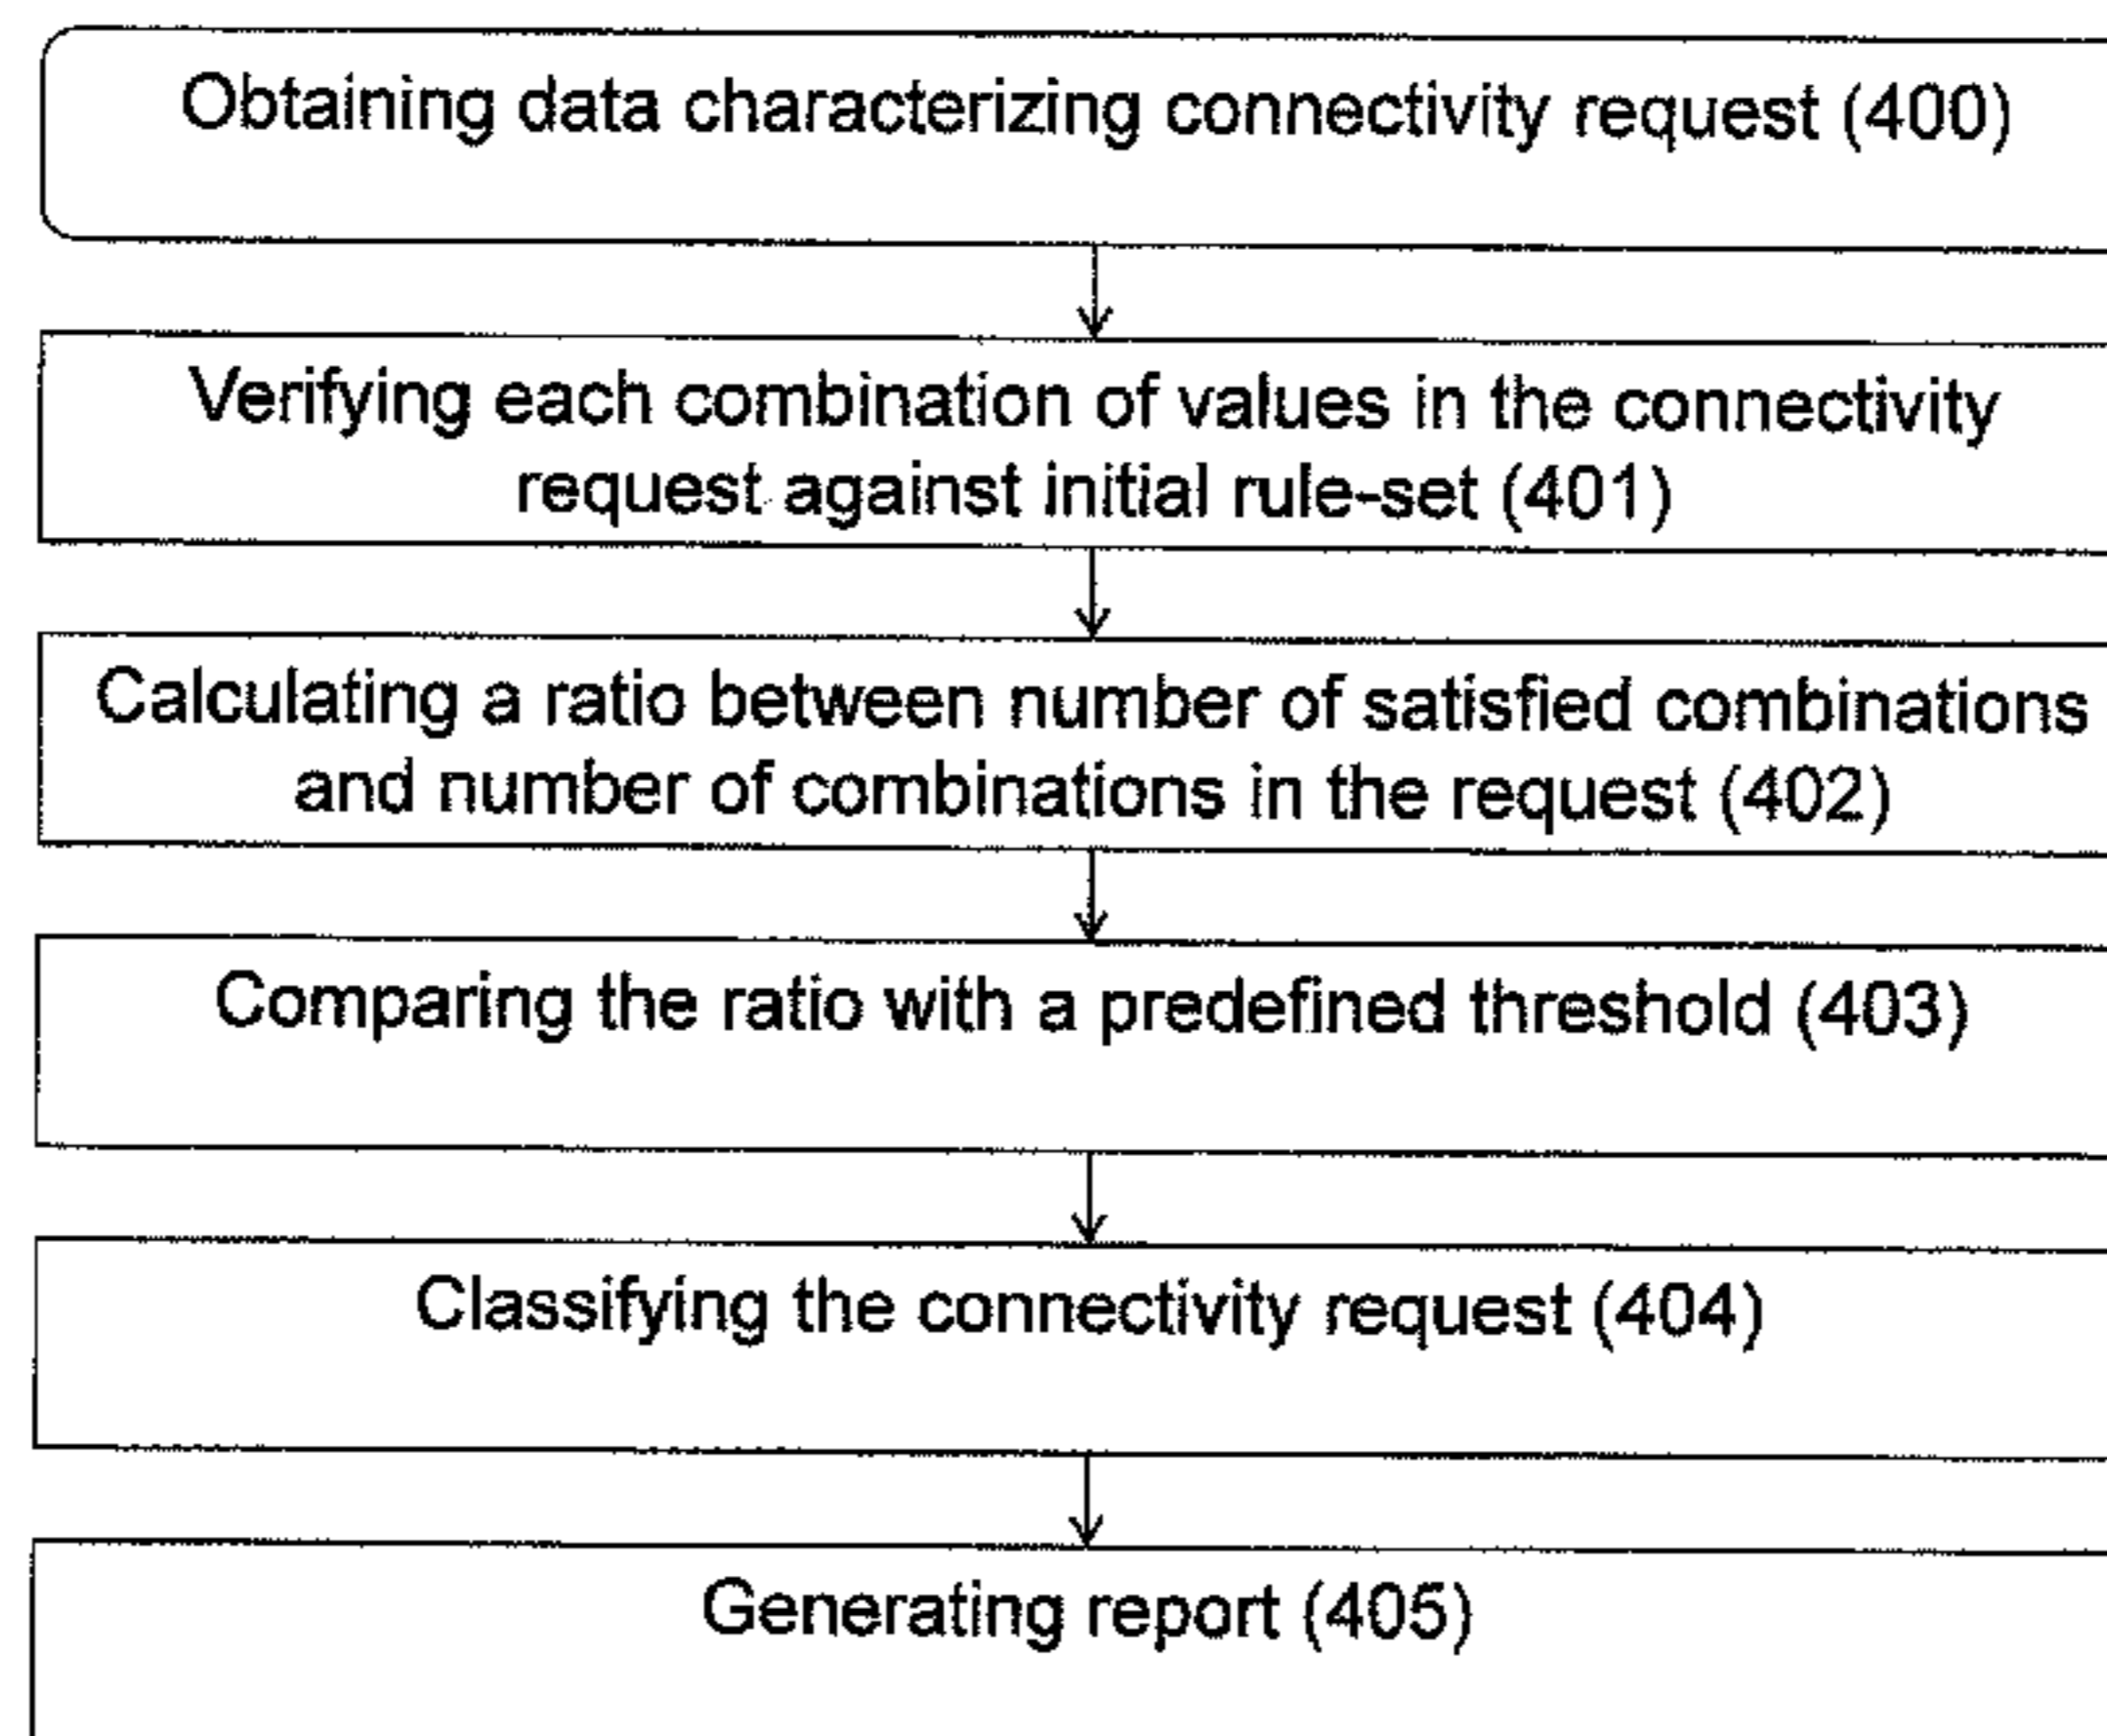 Obtaining data characterizing connectivity request (400)
Verifying each combination of values in the connectivity
request against initial rule-set (401)
Calculating a ratio between number of satisfied combinations
and number of combinations in the request (402)
Comparing the ratio with a predefined threshold (403)
Classifying the connectivity request (404)
Generating report (405)